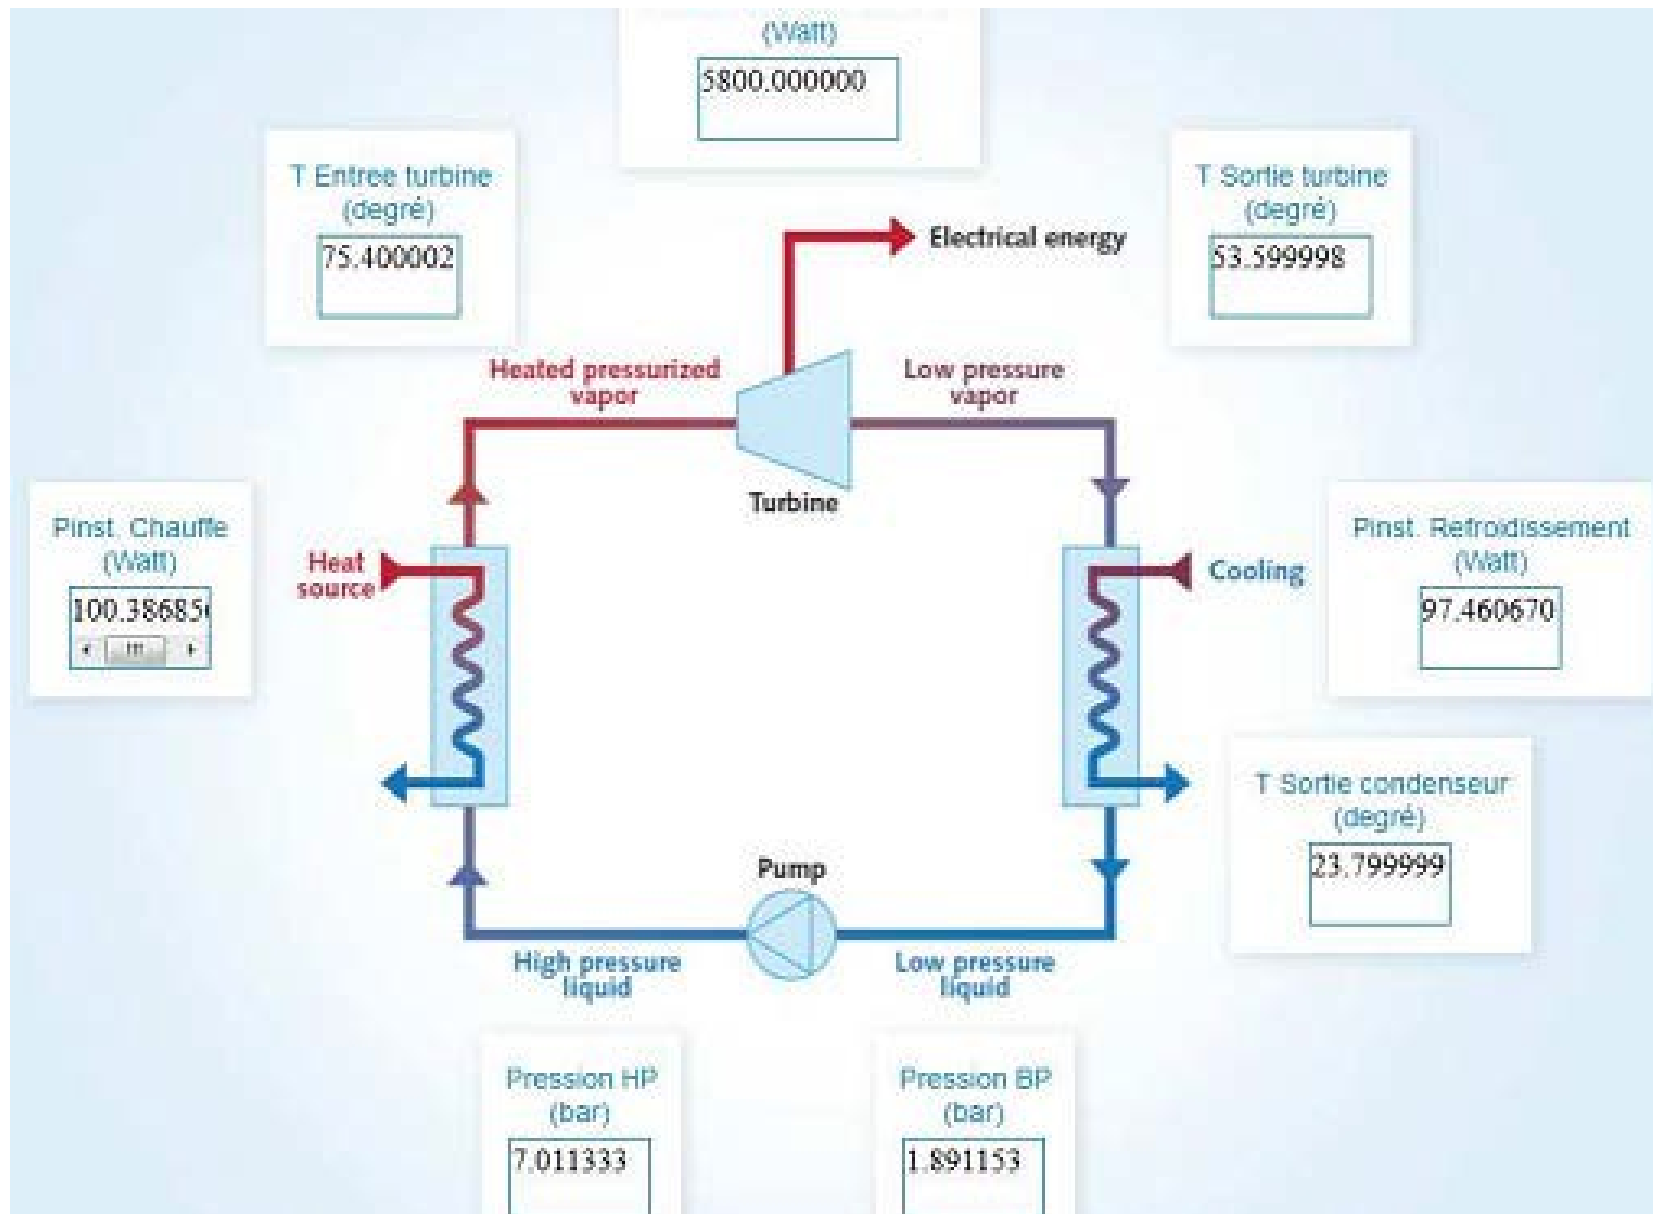 (Watt)
5800.000000
T Entree turbine
(degré)
75.400002
T Sortie turbine
(degré)
53.599998
Electrical energy
Heated pressurized
vapor
Low pressure
vapor
Turbine
Pinst. Chauffe
(Watt)
100.38685
Heat
source
Cooling
Pinst. Refroidissement
(Watt)
97.460670
T Sortie condenseur
(degré)
23.799999
Pump
High pressure
liquid
Low pressure
liquid
Pression HP
(bar)
7.011333
Pression BP
(bar)
1.891153